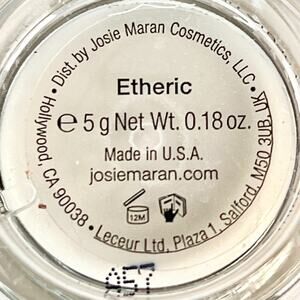 • Dist. by Josie Maran Cosmetics, LLC •
Hollywood, CA 90038 •
Leceur Ltd, Plaza 1, Salford. M50 3UB.UK •
Etheric
℮ 5 g Net Wt. 0.18 oz.
Made in U.S.A.
josiemaran.com
12M